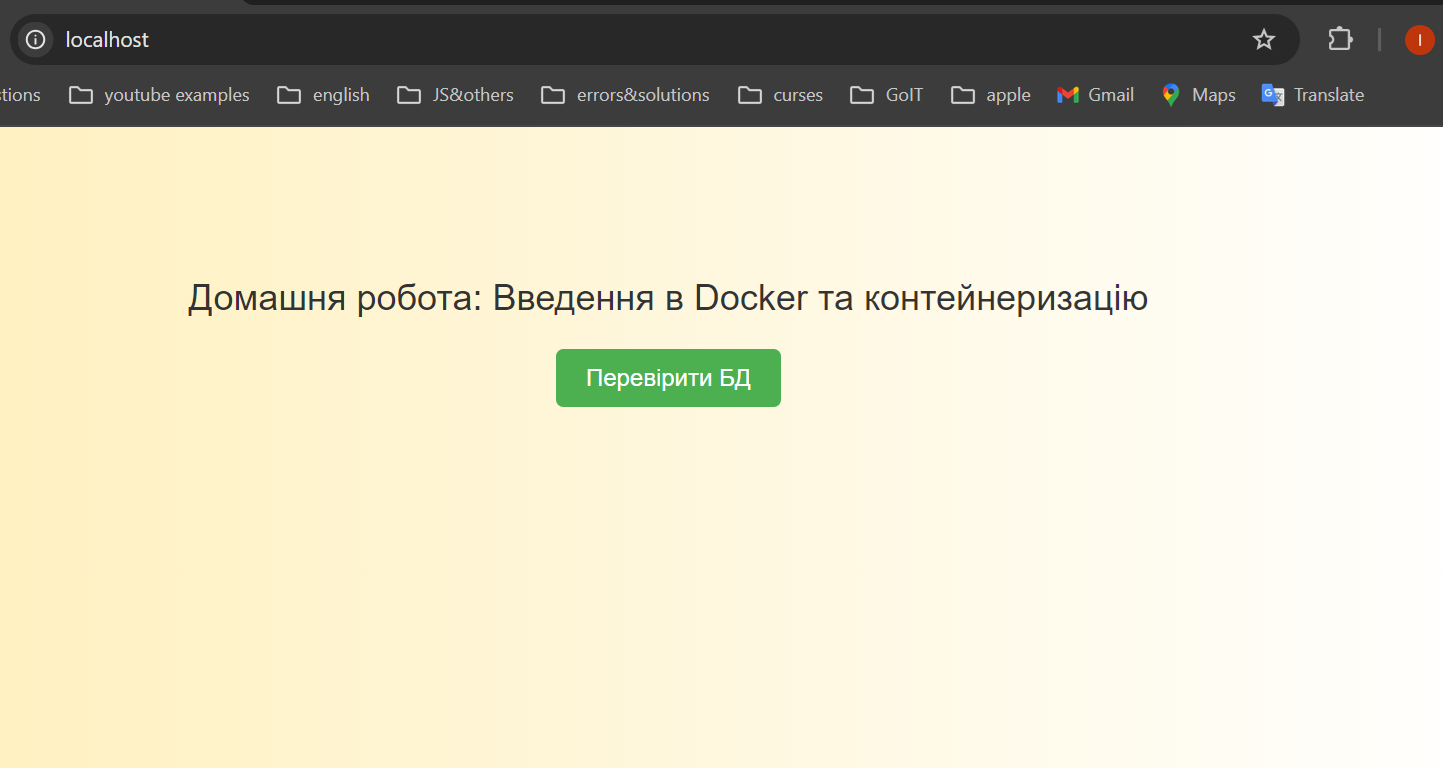 localhost
I
stions youtube examples english JS&others errors&solutions curses GoIT apple Gmail Maps Translate
Домашня робота: Введення в Docker та контейнеризацію
Перевірити БД